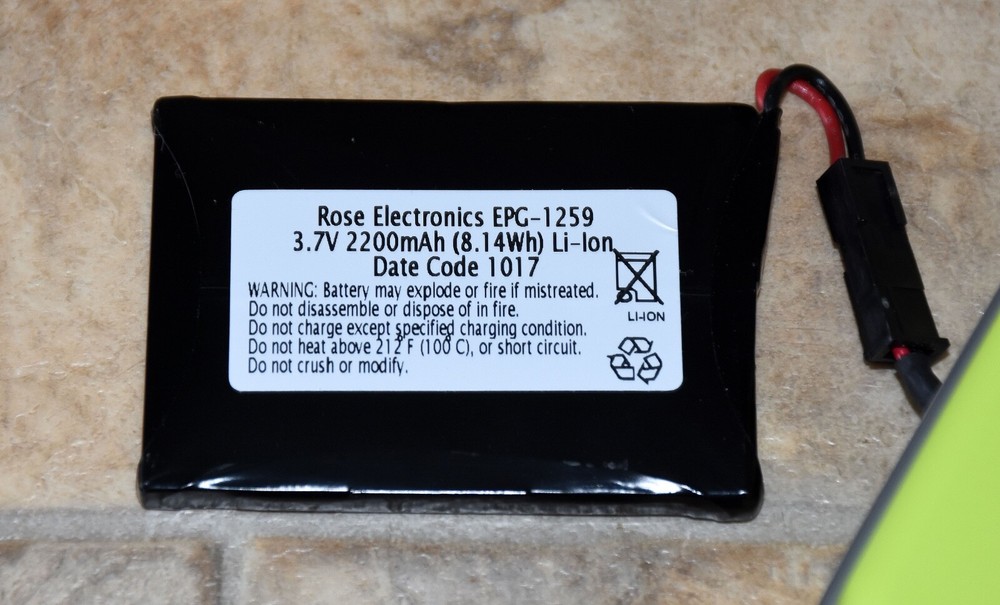 Rose Electronics EPG-1259
3.7V 2200mAh (8.14Wh) Li-Ion
Date Code 1017
WARNING: Battery may explode or fire if mistreated.
Do not disassemble or dispose of in fire.
Do not charge except specified charging condition.
Do not heat above 212 F (100 C), or short circuit.
Do not crush or modify.
LI-ION